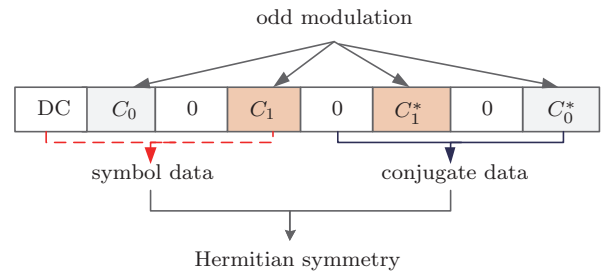 odd modulation
DC C₀ 0 C₁ 0 C₁* 0 C₀*
symbol data conjugate data
Hermitian symmetry